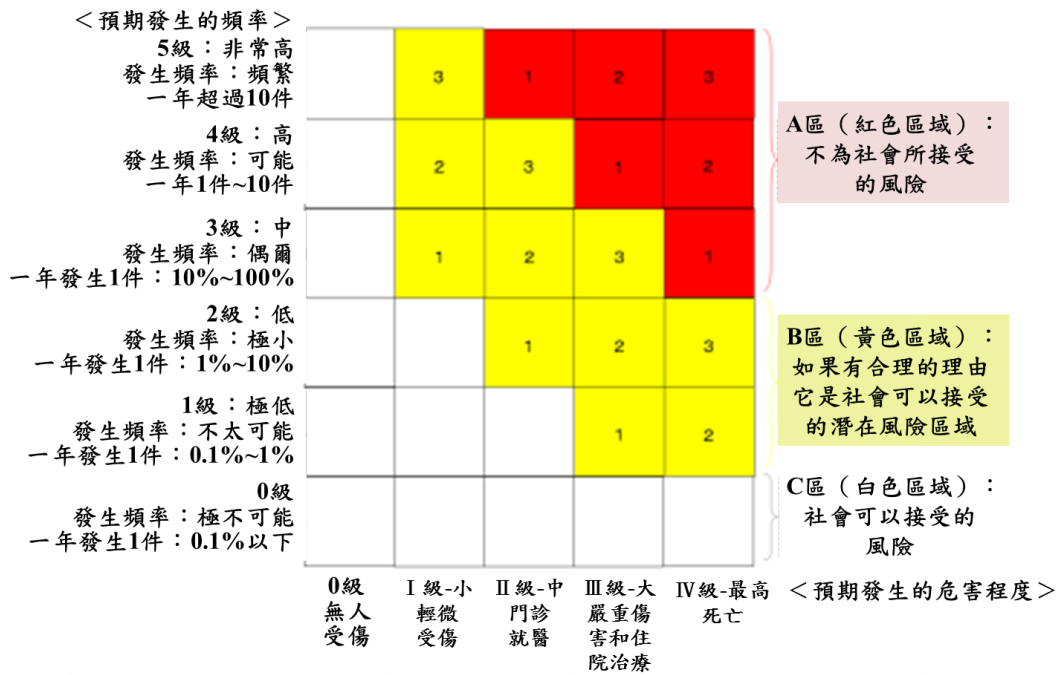 ＜預期發生的頻率＞
5級：非常高
發生頻率：頻繁
一年超過10件
3 1 2 3
4級：高
發生頻率：可能
一年1件~10件
2 3 1 2
3級：中
發生頻率：偶爾
一年發生1件：10%~100%
1 2 3 1
2級：低
發生頻率：極小
一年發生1件：1%~10%
1 2 3
1級：極低
發生頻率：不太可能
一年發生1件：0.1%~1%
1 2
0級
發生頻率：極不可能
一年發生1件：0.1%以下
A區（紅色區域）：
不為社會所接受
的風險
B區（黃色區域）：
如果有合理的理由
它是社會可以接受
的潛在風險區域
C區（白色區域）：
社會可以接受的
風險
0級
無人
受傷
Ⅰ級-小
輕微
受傷
Ⅱ級-中
門診
就醫
Ⅲ級-大
嚴重傷
害和住
院治療
Ⅳ級-最高
死亡
＜預期發生的危害程度＞